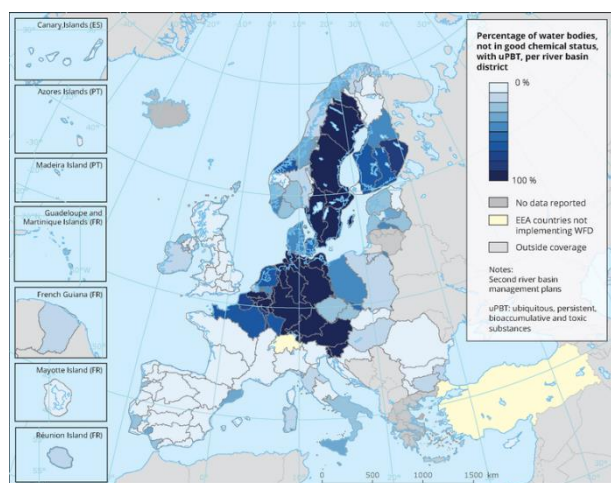 Canary Islands (ES)
Azores Islands (PT)
Madeira Island (PT)
Guadeloupe and
Martinique Islands (FR)
French Guiana (FR)
Mayotte Island (FR)
Réunion Island (FR)
Percentage of water bodies,
not in good chemical status,
with uPBT, per river basin
district
0 %
100 %
No data reported
EEA countries not
implementing WFD
Outside coverage
Notes:
Second river basin
management plans
uPBT: ubiquitous, persistent,
bioaccumulative and toxic
substances
0 500 1000 1500 km